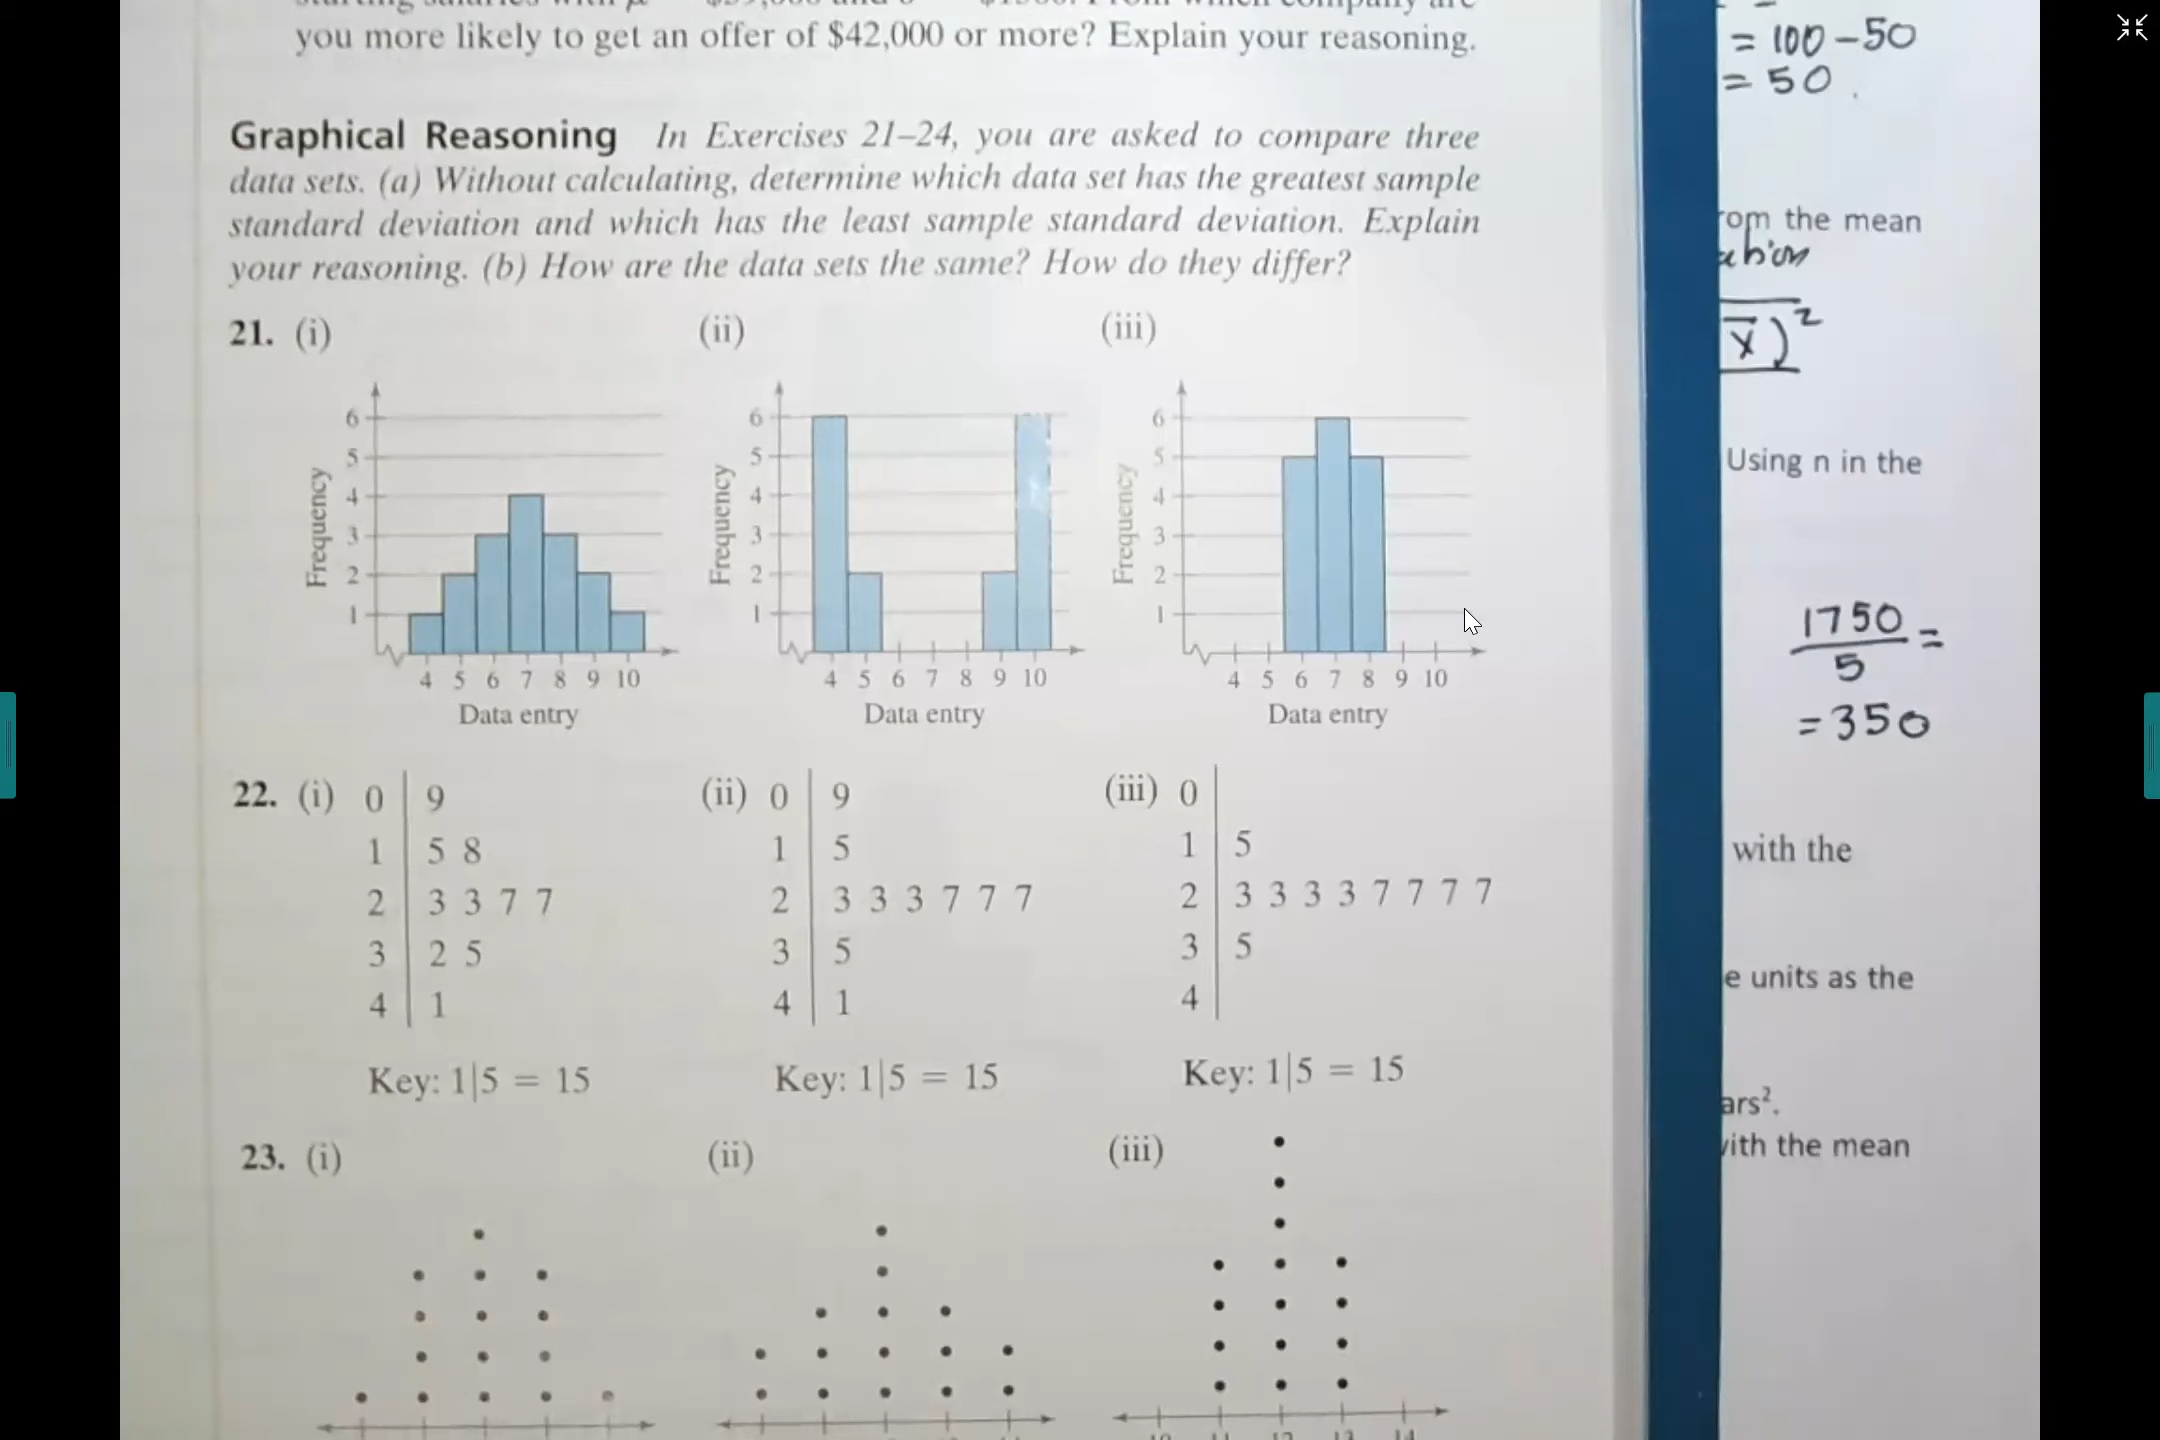 you more likely to get an offer of $42,000 or more? Explain your reasoning.
Graphical Reasoning In Exercises 21–24, you are asked to compare three
data sets. (a) Without calculating, determine which data set has the greatest sample
standard deviation and which has the least sample standard deviation. Explain
your reasoning. (b) How are the data sets the same? How do they differ?
21. (i)
6
5
4
3
2
1
Frequency
4 5 6 7 8 9 10
Data entry
(ii)
6
5
4
3
2
1
Frequency
4 5 6 7 8 9 10
Data entry
(iii)
6
5
4
3
2
1
Frequency
4 5 6 7 8 9 10
Data entry
22. (i) 0 | 9
1 | 5 8
2 | 3 3 7 7
3 | 2 5
4 | 1
Key: 1|5 = 15
(ii) 0 | 9
1 | 5
2 | 3 3 3 7 7 7
3 | 5
4 | 1
Key: 1|5 = 15
(iii) 0 |
1 | 5
2 | 3 3 3 3 7 7 7 7
3 | 5
4 |
Key: 1|5 = 15
23. (i)
(ii)
(iii)
= 100 - 50
= 50
om the mean
x̄)²
Using n in the
1750
5
=
= 350
with the
e units as the
ars².
with the mean